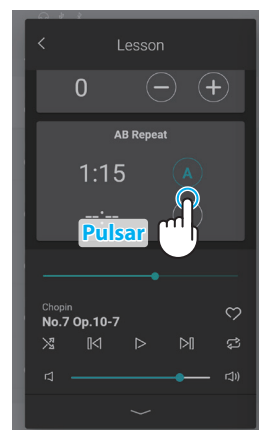 Lesson
0
AB Repeat
1:15
A
--:--
Pulsar
Chopin
No.7 Op.10-7